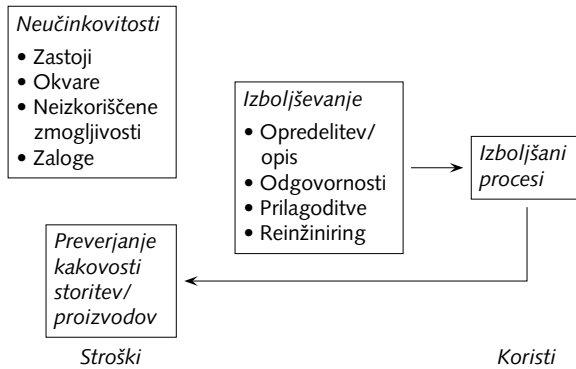 Neučinkovitosti
• Zastoji
• Okvare
• Neizkoriščene
zmogljivosti
• Zaloge
Izboljševanje
• Opredelitev/
opis
• Odgovornosti
• Prilagoditve
• Reinžiniring
Izboljšani
procesi
Preverjanje
kakovosti
storitev/
proizvodov
Stroški
Koristi